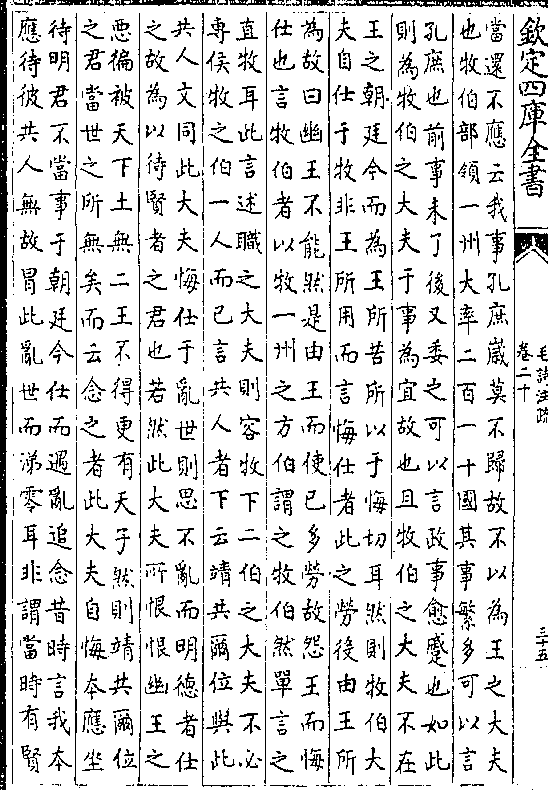 欽定四庫全書
毛詩注疏
卷二十
三十五
當還不應云我事孔庶歲莫不歸故不以為王之大夫
也牧伯部領一州大率二百一十國其事繁多可以言
孔庶也前事未了後又委之可以言政事愈蹙也如此
則為牧伯之大夫于事為宜故也且牧伯之大夫不在
王之朝廷今而為王所苦所以于悔切耳然則牧伯大
夫自仕于牧非王所用而言悔仕者此之勞役由王所
為故曰幽王不能然是由王而使已多勞故怨王而悔
仕也言牧伯者以牧一州之方伯謂之牧伯然單言之
直牧耳此言述職之大夫則容牧下二伯之大夫不必
專侯牧之伯一人而已言共人者下云靖共爾位與此
共人文同此大夫悔仕于亂世則思不亂而明德者仕
之故為以待賢者之君也若然此大夫所恨恨幽王之
惡徧被天下土無二王不得更有天子然則靖共爾位
之君當世之所無矣而云念之者此大夫自悔本應坐
待明君不當事于朝廷今仕而遇亂追念昔時言我本
應待彼共人無故冒此亂世而涕零耳非謂當時有賢